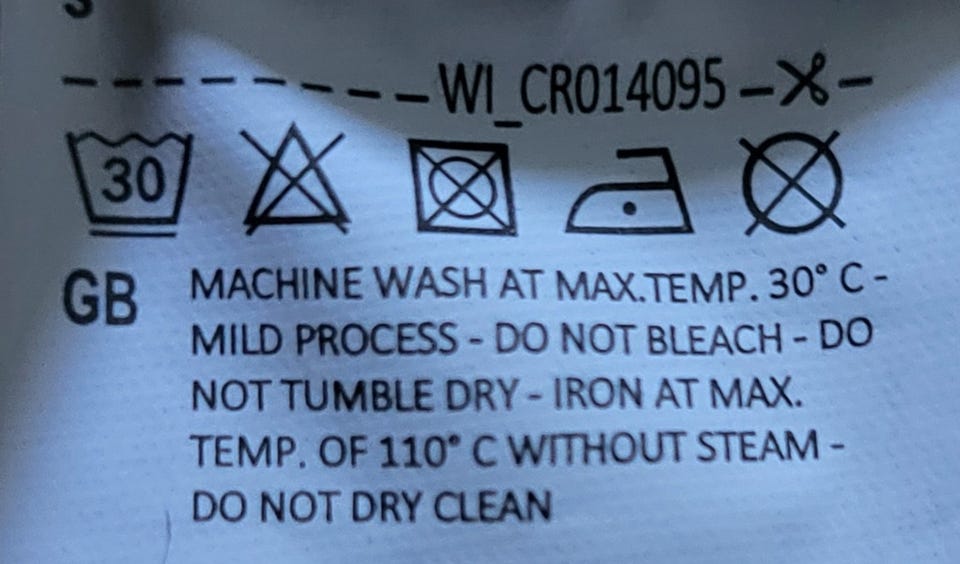 S
WI_CR014095
30
GB MACHINE WASH AT MAX.TEMP. 30° C -
MILD PROCESS - DO NOT BLEACH - DO
NOT TUMBLE DRY - IRON AT MAX.
TEMP. OF 110° C WITHOUT STEAM -
DO NOT DRY CLEAN